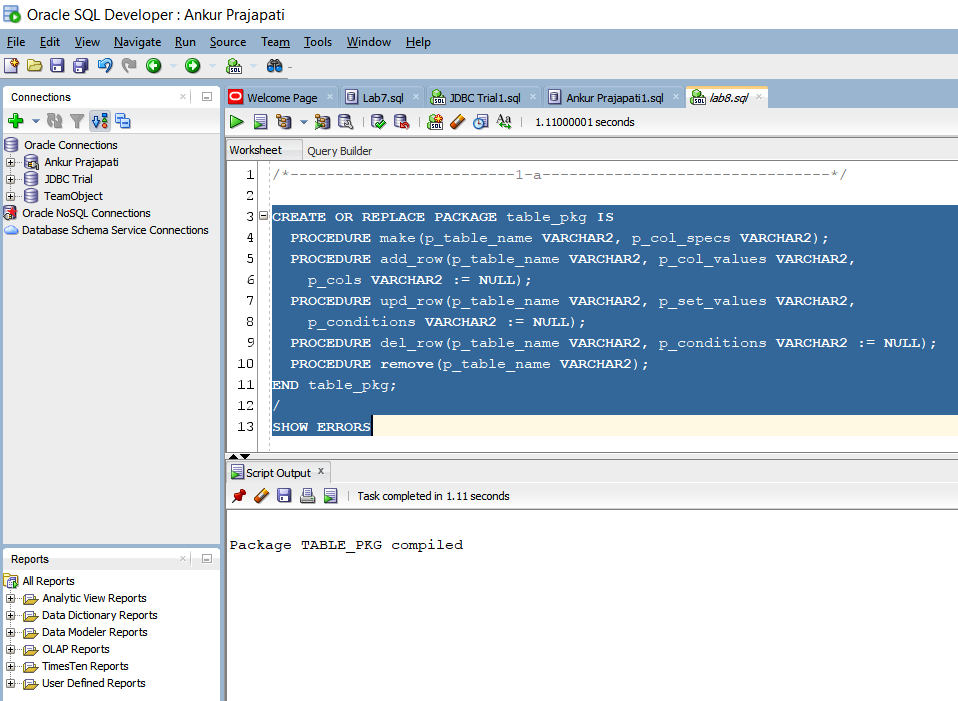 Oracle SQL Developer : Ankur Prajapati
File Edit View Navigate Run Source Team Tools Window Help
Connections
Oracle Connections
Ankur Prajapati
JDBC Trial
TeamObject
Oracle NoSQL Connections
Database Schema Service Connections
Reports
All Reports
Analytic View Reports
Data Dictionary Reports
Data Modeler Reports
OLAP Reports
TimesTen Reports
User Defined Reports
Welcome Page Lab7.sql JDBC Trial1.sql Ankur Prajapati1.sql lab8.sql
1.11000001 seconds
Worksheet Query Builder
1 /*-------------------------1-a--------------------------------*/
2
3 CREATE OR REPLACE PACKAGE table_pkg IS
4 PROCEDURE make(p_table_name VARCHAR2, p_col_specs VARCHAR2);
5 PROCEDURE add_row(p_table_name VARCHAR2, p_col_values VARCHAR2,
6 p_cols VARCHAR2 := NULL);
7 PROCEDURE upd_row(p_table_name VARCHAR2, p_set_values VARCHAR2,
8 p_conditions VARCHAR2 := NULL);
9 PROCEDURE del_row(p_table_name VARCHAR2, p_conditions VARCHAR2 := NULL);
10 PROCEDURE remove(p_table_name VARCHAR2);
11 END table_pkg;
12 /
13 SHOW ERRORS
Script Output
Task completed in 1.11 seconds
Package TABLE_PKG compiled